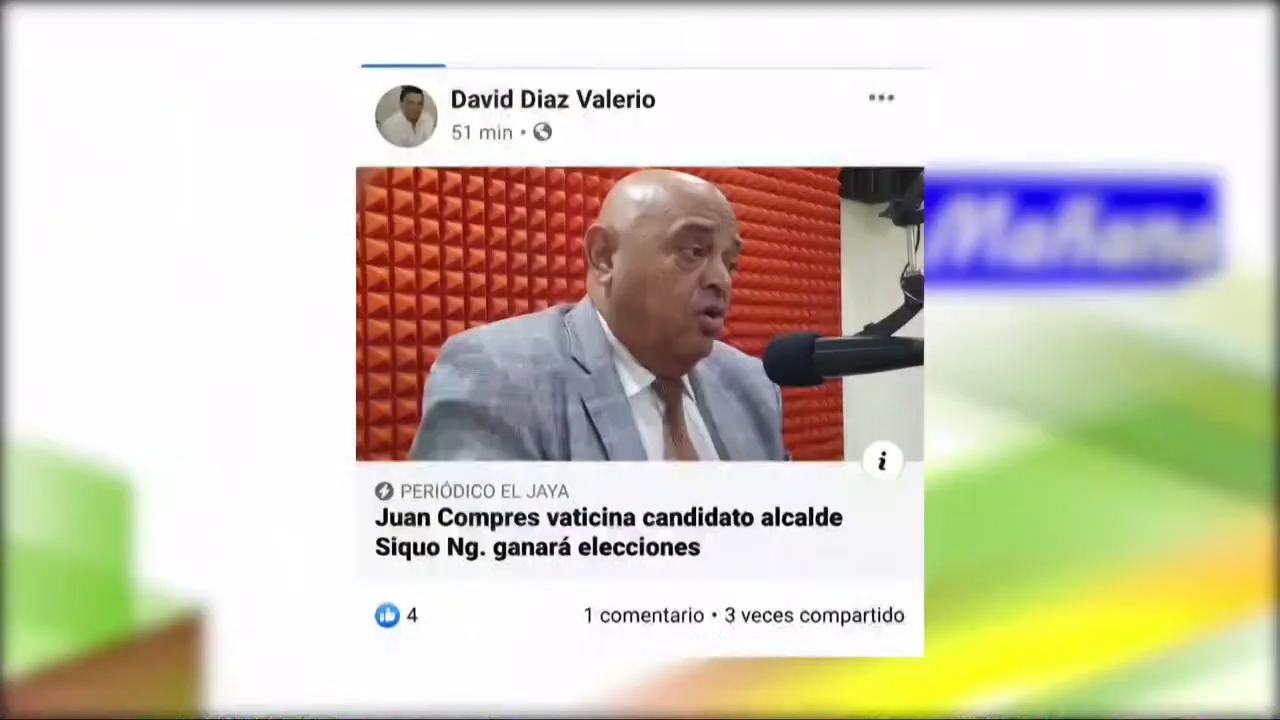 David Diaz Valerio
51 min •
PERIÓDICO EL JAYA
Juan Compres vaticina candidato alcalde
Siquo Ng. ganará elecciones
4
1 comentario • 3 veces compartido